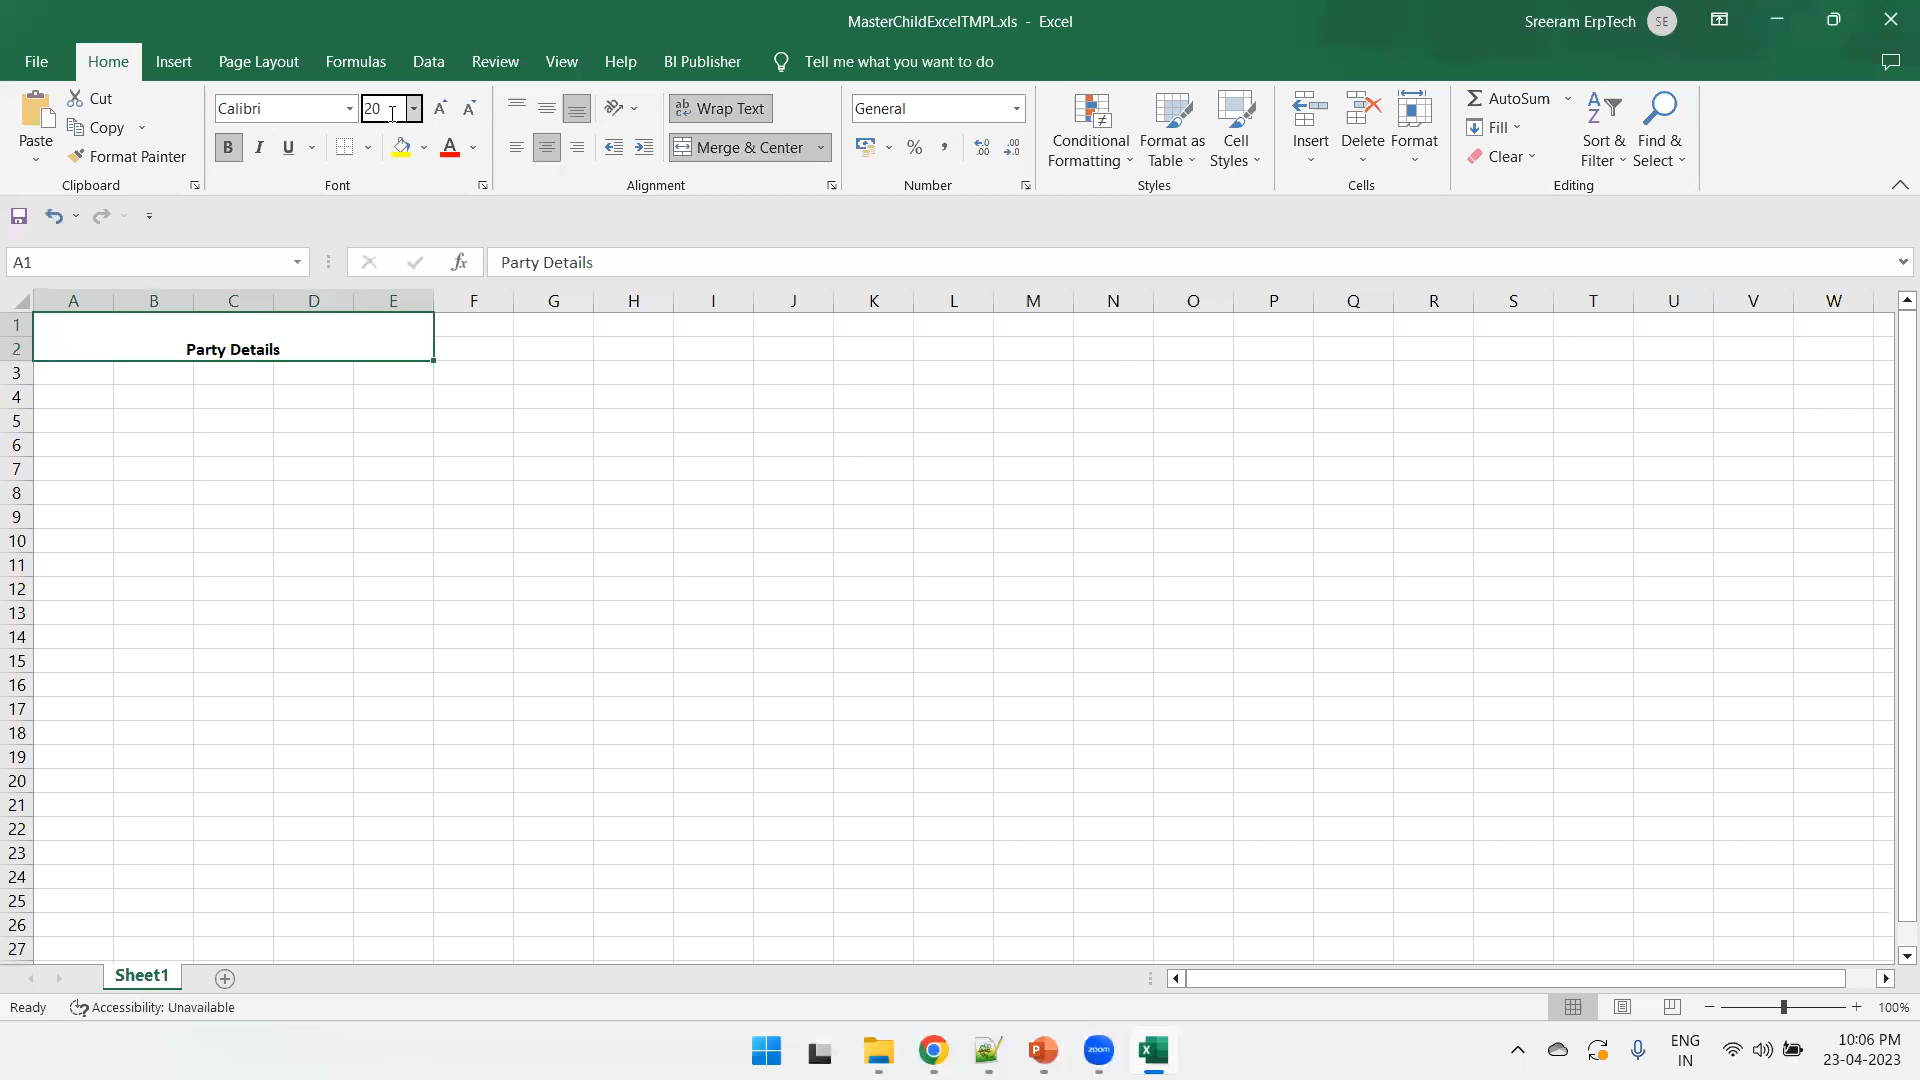 MasterChildExcelTMPL.xls - Excel
Sreeram ErpTech SE
File Home Insert Page Layout Formulas Data Review View Help BI Publisher Tell me what you want to do
Paste
Cut
Copy
Format Painter
Clipboard
Calibri 20 A A
B I U A
Font
ab Wrap Text
Merge & Center
Alignment
General
% ,
Number
Conditional Formatting
Format as Table
Cell Styles
Styles
Insert Delete Format
Cells
AutoSum
Fill
Clear
Sort & Filter
Find & Select
Editing
A1 fx Party Details
A B C D E F G H I J K L M N O P Q R S T U V W
1
2 Party Details
3
4
5
6
7
8
9
10
11
12
13
14
15
16
17
18
19
20
21
22
23
24
25
26
27
Sheet1
Ready Accessibility: Unavailable 100%
zoom
ENG
IN
10:06 PM
23-04-2023